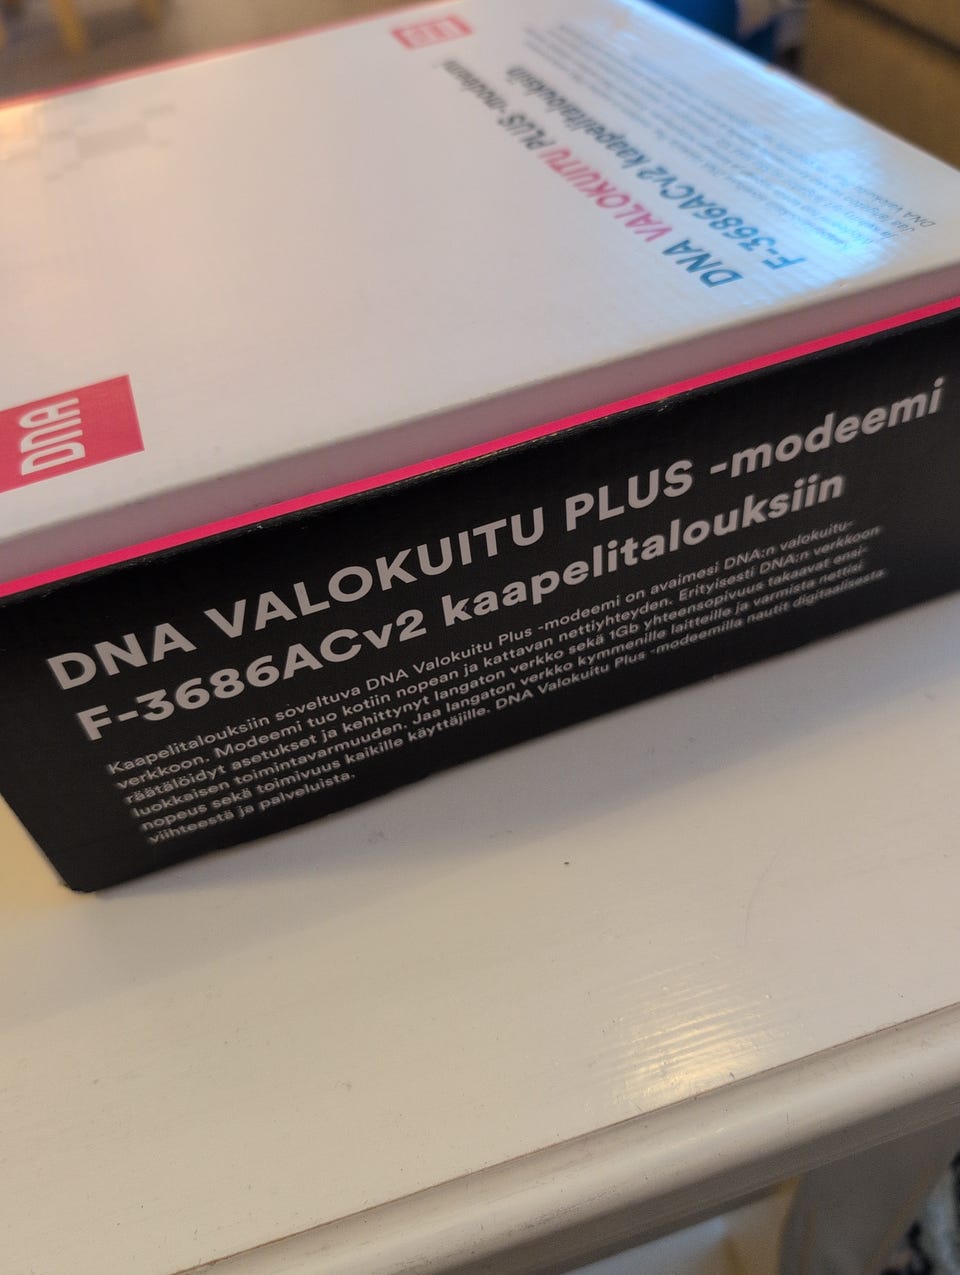 DNA
DNA VALOKUITU PLUS -modeemi
F-3686ACv2 kaapelitalouksiin
DNA VALOKUITU PLUS -modeemi
F-3686ACv2 kaapelitalouksiin
Kaapelitalouksiin soveltuva DNA Valokuitu Plus -modeemi on avaimesi DNA:n valokuitu-
verkkoon. Modeemi tuo kotiin nopean ja kattavan nettiyhteyden. Erityisesti DNA:n verkkoon
räätälöidyt asetukset ja kehittynyt langaton verkko sekä 1Gb yhteensopivuus takaavat ensi-
luokkaisen toimintavarmuuden. Jaa langaton verkko kymmenille laitteille ja varmista nettisi
nopeus sekä toimivuus kaikille käyttäjille. DNA Valokuitu Plus -modeemilla nautit digitaalisesta
viihteestä ja palveluista.